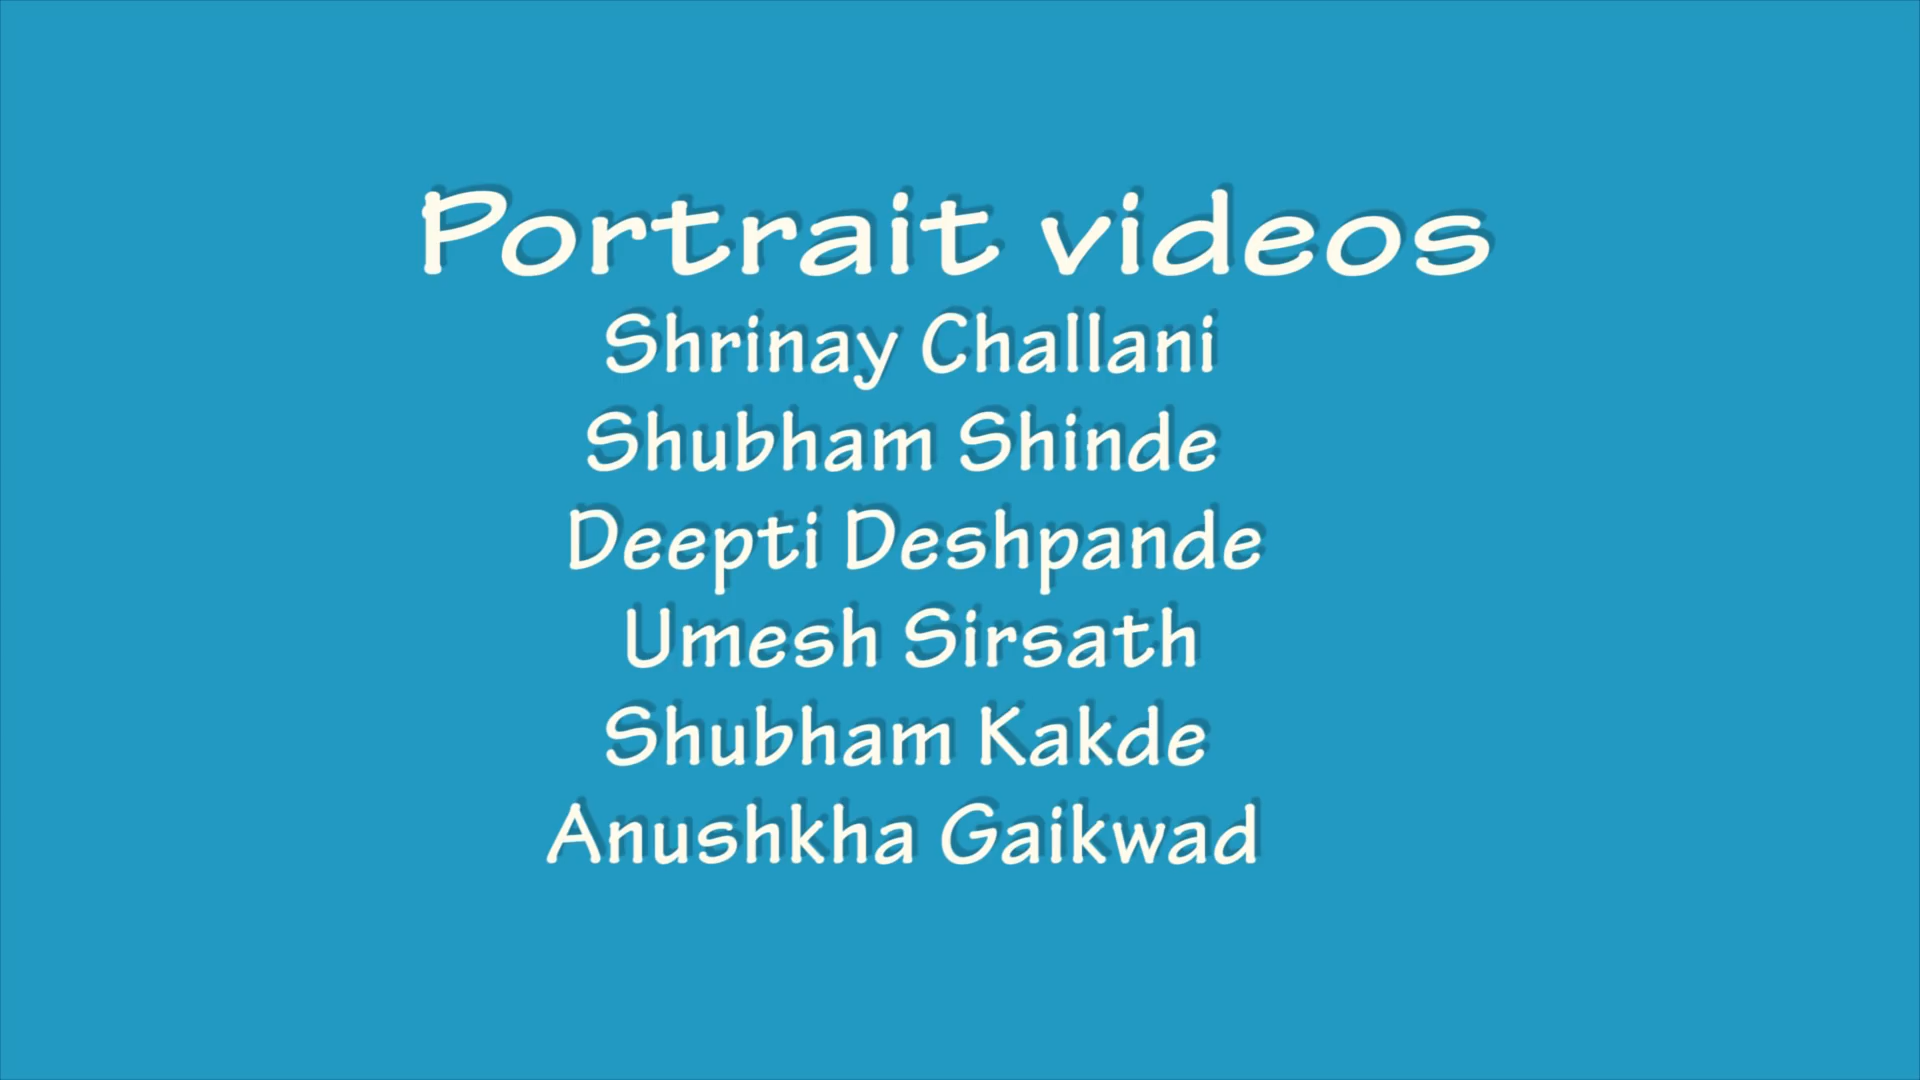 Portrait videos
Shrinay Challani
Shubham Shinde
Deepti Deshpande
Umesh Sirsath
Shubham Kakde
Anushkha Gaikwad